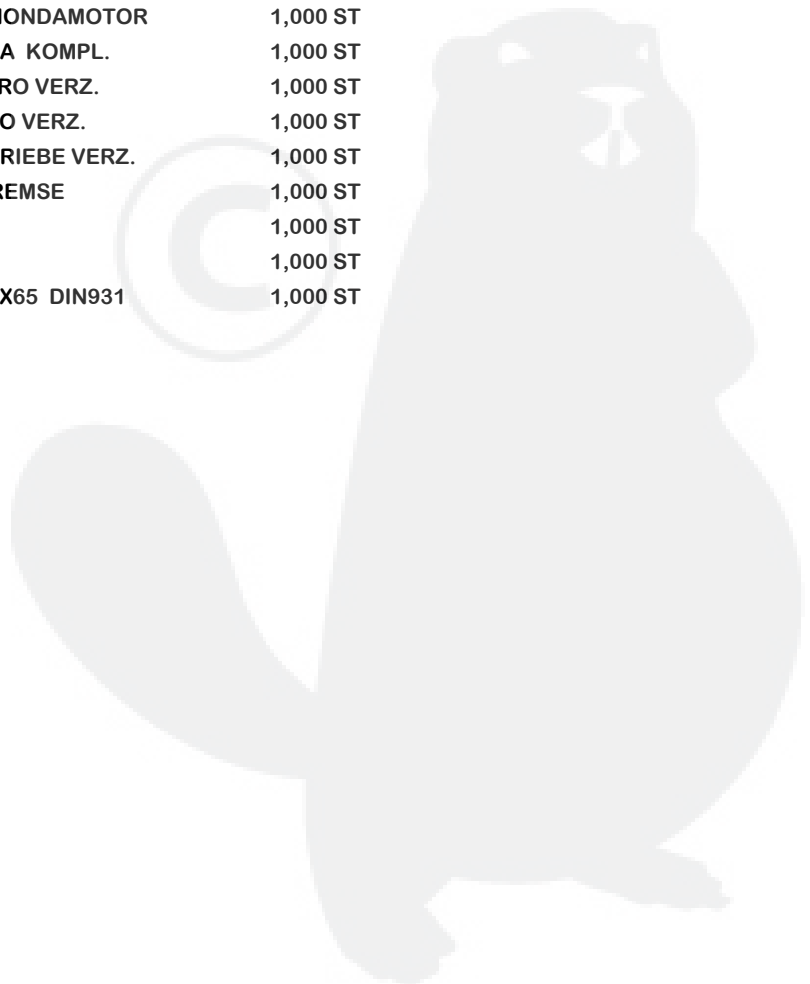 HONDAMOTOR 1,000 ST
A KOMPL. 1,000 ST
RO VERZ. 1,000 ST
O VERZ. 1,000 ST
RIEBE VERZ. 1,000 ST
REMSE 1,000 ST
1,000 ST
1,000 ST
X65 DIN931 1,000 ST
©